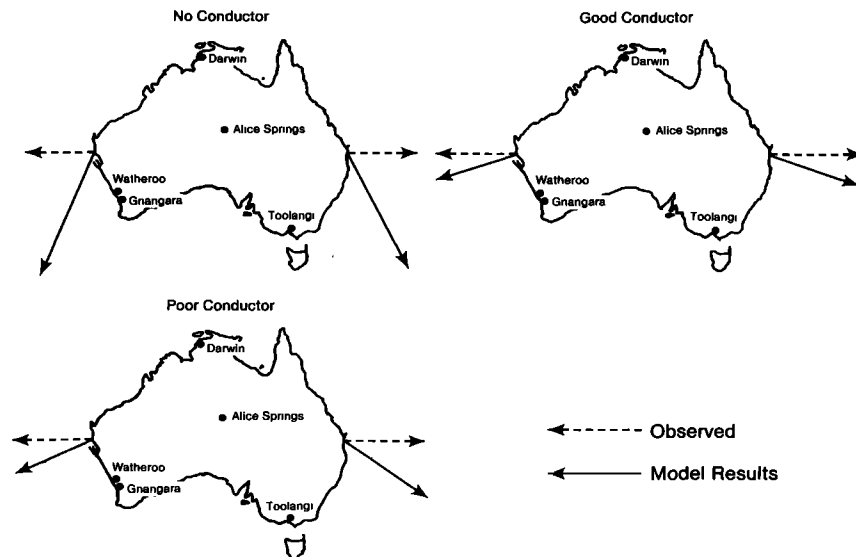 No Conductor
Darwin
Alice Springs
Watheroo
Gnangara
Toolangi
Good Conductor
Darwin
Alice Springs
Watheroo
Gnangara
Toolangi
Poor Conductor
Darwin
Alice Springs
Watheroo
Gnangara
Toolangi
Observed
Model Results